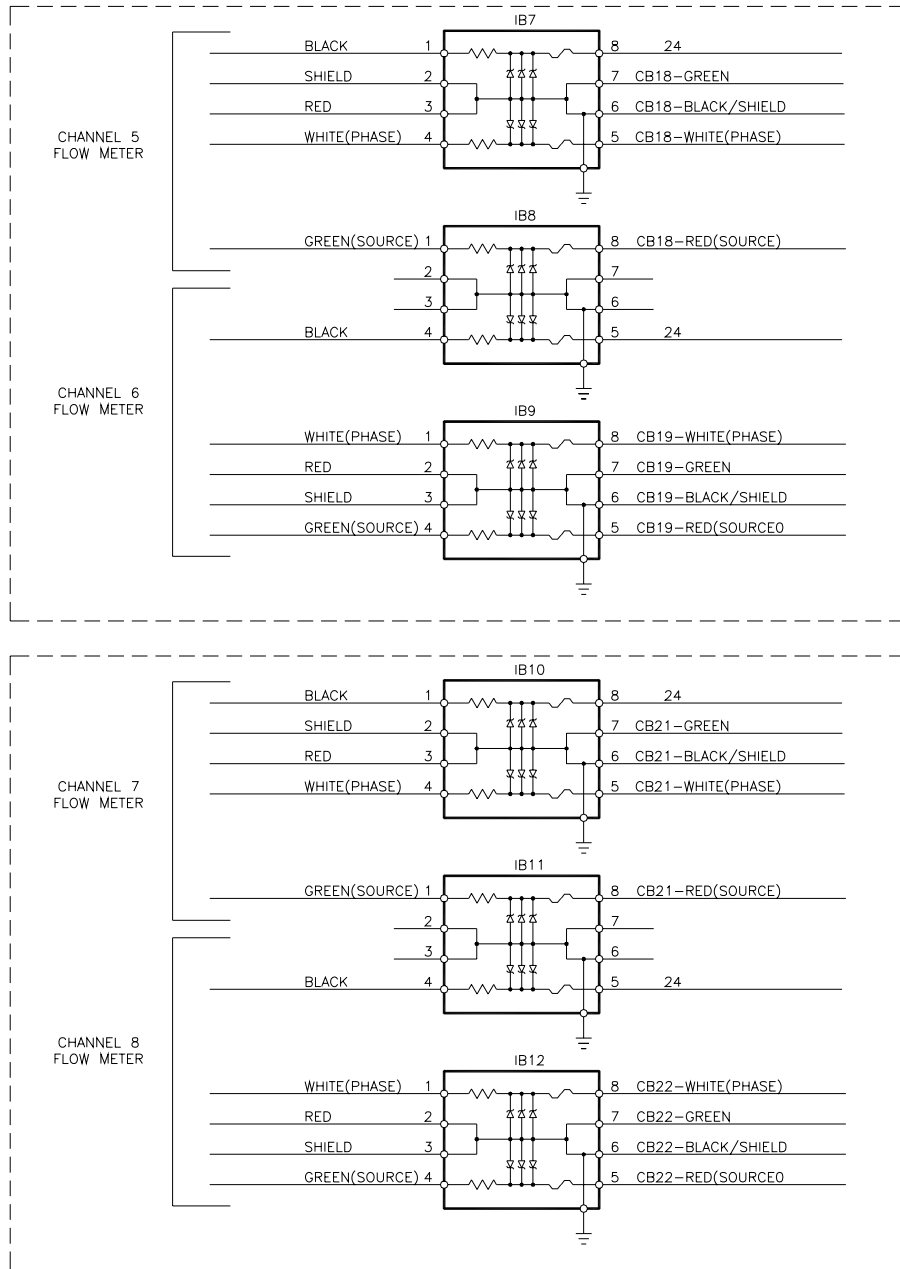 IB7
BLACK 1 8 24
SHIELD 2 7 CB18-GREEN
RED 3 6 CB18-BLACK/SHIELD
WHITE(PHASE) 4 5 CB18-WHITE(PHASE)
CHANNEL 5
FLOW METER
IB8
GREEN(SOURCE) 1 8 CB18-RED(SOURCE)
2 7
3 6
BLACK 4 5 24
CHANNEL 6
FLOW METER
IB9
WHITE(PHASE) 1 8 CB19-WHITE(PHASE)
RED 2 7 CB19-GREEN
SHIELD 3 6 CB19-BLACK/SHIELD
GREEN(SOURCE) 4 5 CB19-RED(SOURCE0
IB10
BLACK 1 8 24
SHIELD 2 7 CB21-GREEN
RED 3 6 CB21-BLACK/SHIELD
WHITE(PHASE) 4 5 CB21-WHITE(PHASE)
CHANNEL 7
FLOW METER
IB11
GREEN(SOURCE) 1 8 CB21-RED(SOURCE)
2 7
3 6
BLACK 4 5 24
CHANNEL 8
FLOW METER
IB12
WHITE(PHASE) 1 8 CB22-WHITE(PHASE)
RED 2 7 CB22-GREEN
SHIELD 3 6 CB22-BLACK/SHIELD
GREEN(SOURCE) 4 5 CB22-RED(SOURCE0